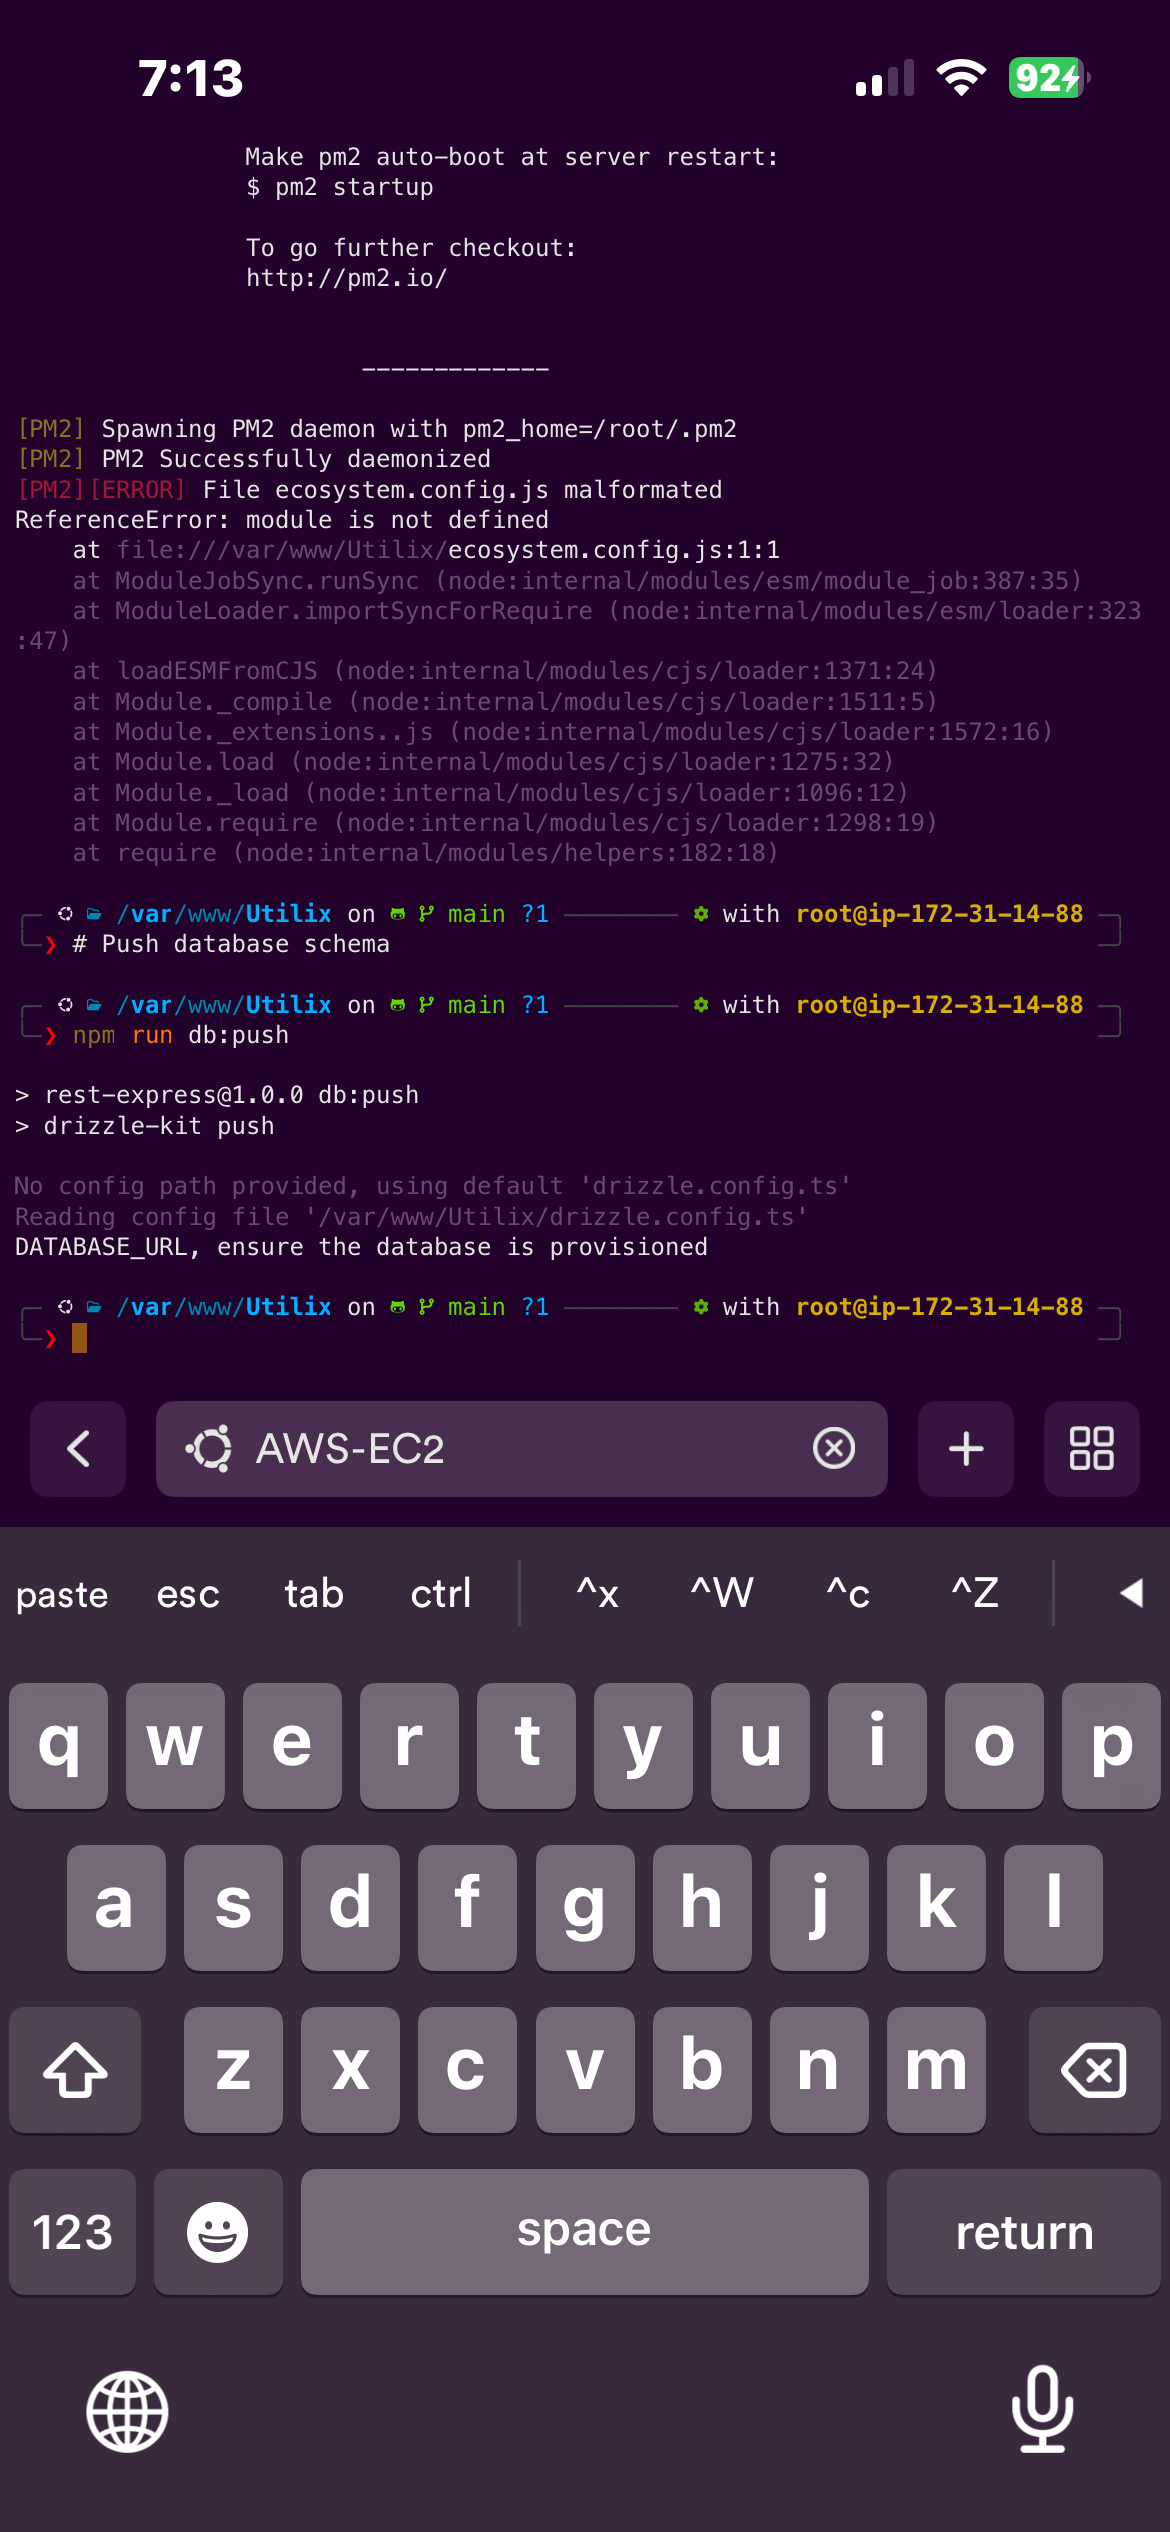 7:13
92
Make pm2 auto-boot at server restart:
$ pm2 startup
To go further checkout:
http://pm2.io/
-------------
[PM2] Spawning PM2 daemon with pm2_home=/root/.pm2
[PM2] PM2 Successfully daemonized
[PM2][ERROR] File ecosystem.config.js malformated
ReferenceError: module is not defined
at file:///var/www/Utilix/ecosystem.config.js:1:1
at ModuleJobSync.runSync (node:internal/modules/esm/module_job:387:35)
at ModuleLoader.importSyncForRequire (node:internal/modules/esm/loader:323
:47)
at loadESMFromCJS (node:internal/modules/cjs/loader:1371:24)
at Module._compile (node:internal/modules/cjs/loader:1511:5)
at Module._extensions..js (node:internal/modules/cjs/loader:1572:16)
at Module.load (node:internal/modules/cjs/loader:1275:32)
at Module._load (node:internal/modules/cjs/loader:1096:12)
at Module.require (node:internal/modules/cjs/loader:1298:19)
at require (node:internal/modules/helpers:182:18)
/var/www/Utilix on main ?1 with root@ip-172-31-14-88
❯ # Push database schema
/var/www/Utilix on main ?1 with root@ip-172-31-14-88
❯ npm run db:push
> rest-express@1.0.0 db:push
> drizzle-kit push
No config path provided, using default 'drizzle.config.ts'
Reading config file '/var/www/Utilix/drizzle.config.ts'
DATABASE_URL, ensure the database is provisioned
/var/www/Utilix on main ?1 with root@ip-172-31-14-88
❯
AWS-EC2
paste esc tab ctrl ^x ^W ^c ^Z
q w e r t y u i o p
a s d f g h j k l
z x c v b n m
123 space return